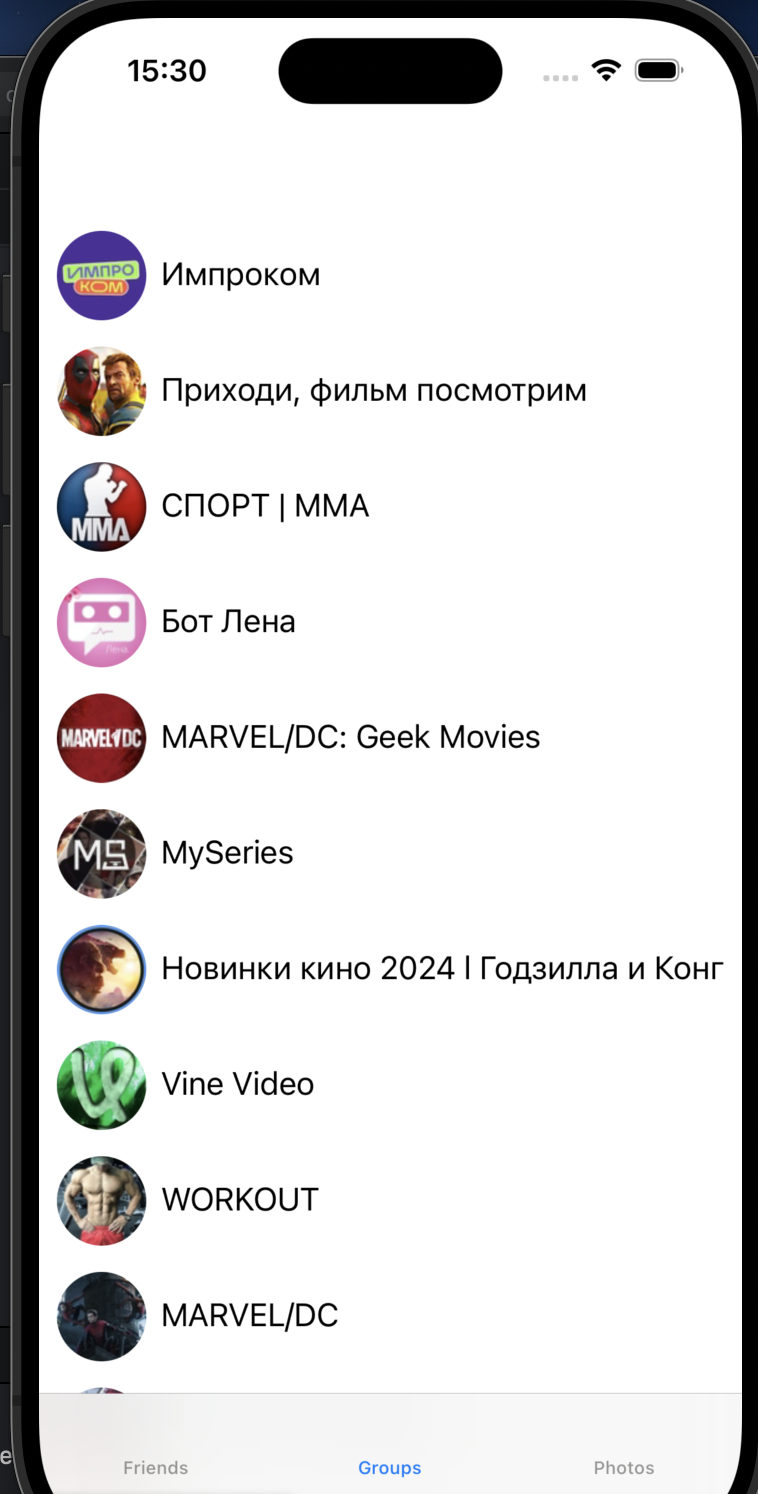 15:30
ИМПРО
КОМ
Импроком
Приходи, фильм посмотрим
MMA
СПОРТ | MMA
Лена
Бот Лена
MARVEL DC
MARVEL/DC: Geek Movies
MS
MySeries
Новинки кино 2024 l Годзилла и Конг
Vine Video
WORKOUT
MARVEL/DC
Friends
Groups
Photos